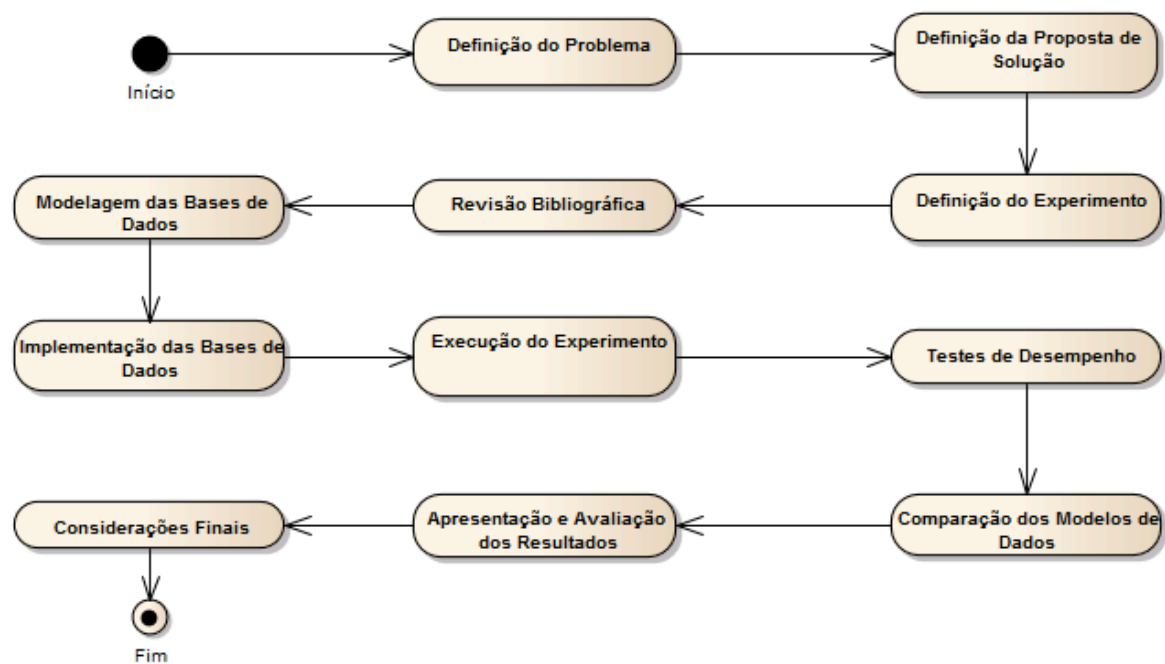 Definição do Problema
Definição da Proposta de
Solução
Início
Definição do Experimento
Revisão Bibliográfica
Modelagem das Bases de
Dados
Implementação das Bases de
Dados
Execução do Experimento
Testes de Desempenho
Comparação dos Modelos de
Dados
Apresentação e Avaliação
dos Resultados
Considerações Finais
Fim